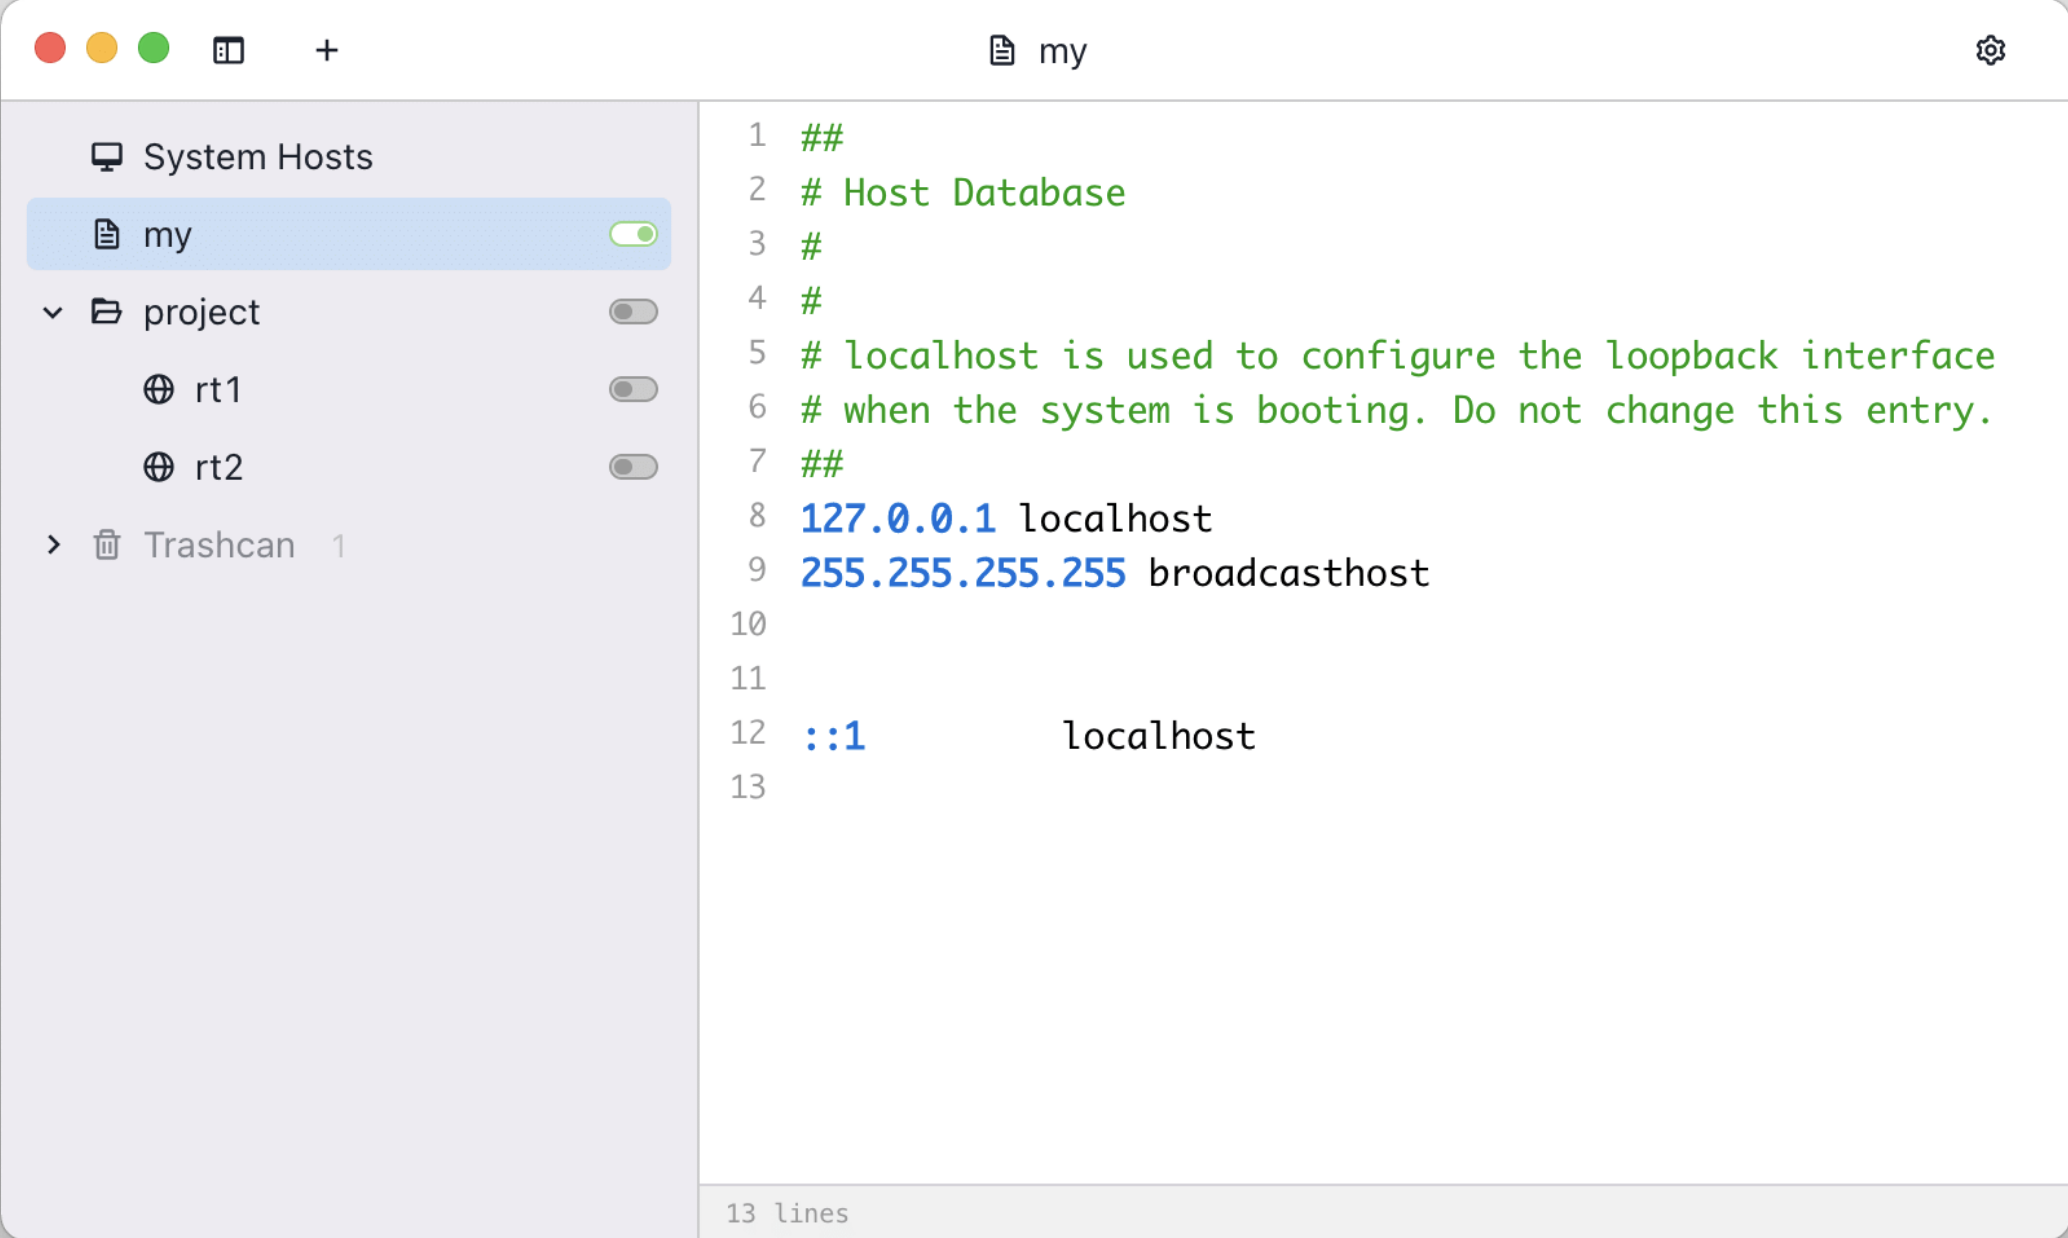 my
System Hosts
my
project
rt1
rt2
Trashcan 1
1 ##
2 # Host Database
3 #
4 #
5 # localhost is used to configure the loopback interface
6 # when the system is booting. Do not change this entry.
7 ##
8 127.0.0.1 localhost
9 255.255.255.255 broadcasthost
10
11
12 ::1         localhost
13
13 lines